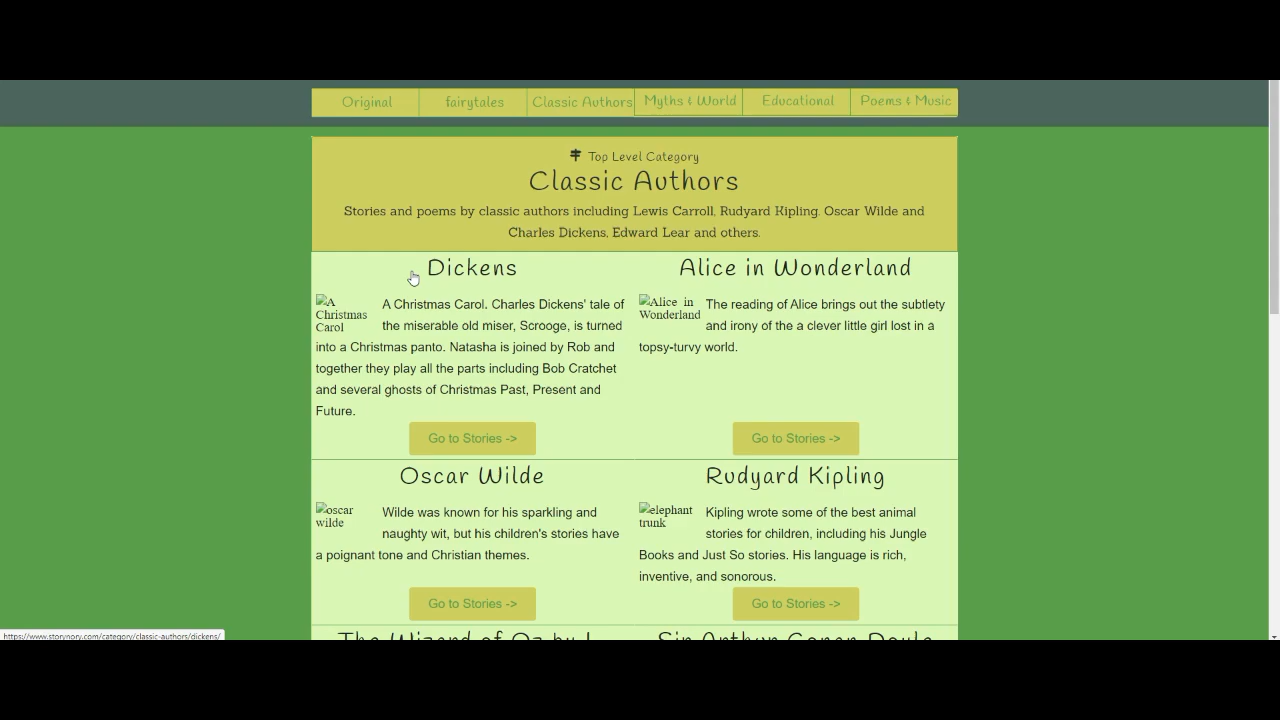 Original fairytales Classic Authors Myths & World Educational Poems & Music
Top Level Category
Classic Authors
Stories and poems by classic authors including Lewis Carroll, Rudyard Kipling. Oscar Wilde and
Charles Dickens, Edward Lear and others.
Dickens
A
Christmas
Carol
A Christmas Carol. Charles Dickens' tale of
the miserable old miser, Scrooge, is turned
into a Christmas panto. Natasha is joined by Rob and
together they play all the parts including Bob Cratchet
and several ghosts of Christmas Past, Present and
Future.
Go to Stories ->
Alice in Wonderland
Alice in
Wonderland
The reading of Alice brings out the subtlety
and irony of the a clever little girl lost in a
topsy-turvy world.
Go to Stories ->
Oscar Wilde
oscar
wilde
Wilde was known for his sparkling and
naughty wit, but his children's stories have
a poignant tone and Christian themes.
Go to Stories ->
Rudyard Kipling
elephant
trunk
Kipling wrote some of the best animal
stories for children, including his Jungle
Books and Just So stories. His language is rich,
inventive, and sonorous.
Go to Stories ->
The Wizard of Oz by L
Sir Arthur Conan Doyle
https://www.storynory.com/category/classic-authors/dickens/